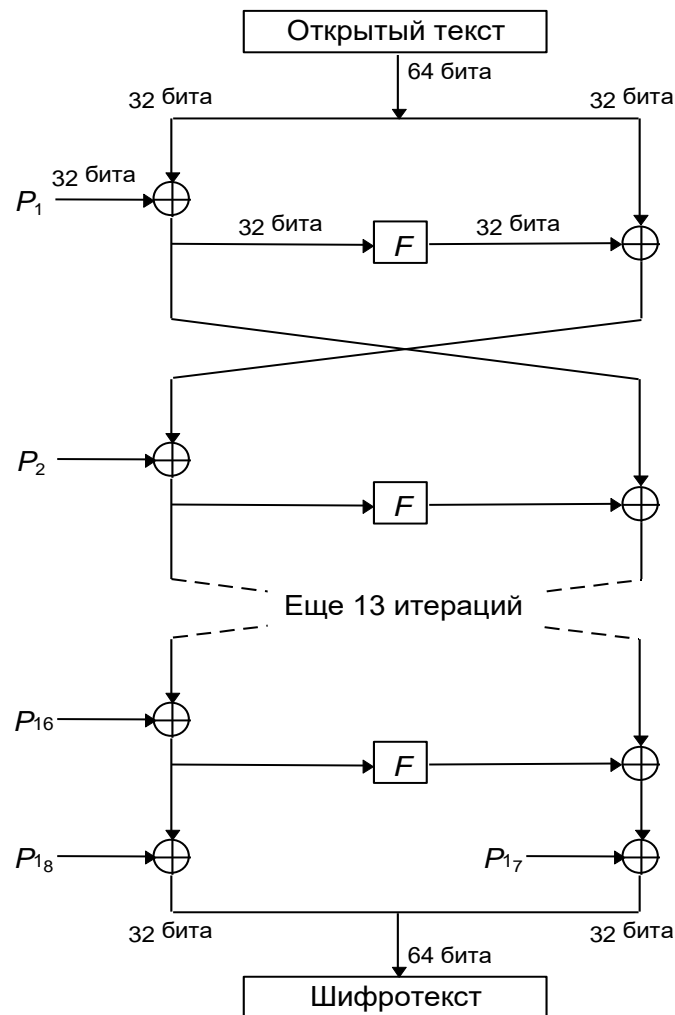 Открытый текст
64 бита
32 бита
32 бита
32 бита
P1
32 бита
F
32 бита
P2
F
Еще 13 итераций
P16
F
P18
P17
32 бита
32 бита
64 бита
Шифротекст